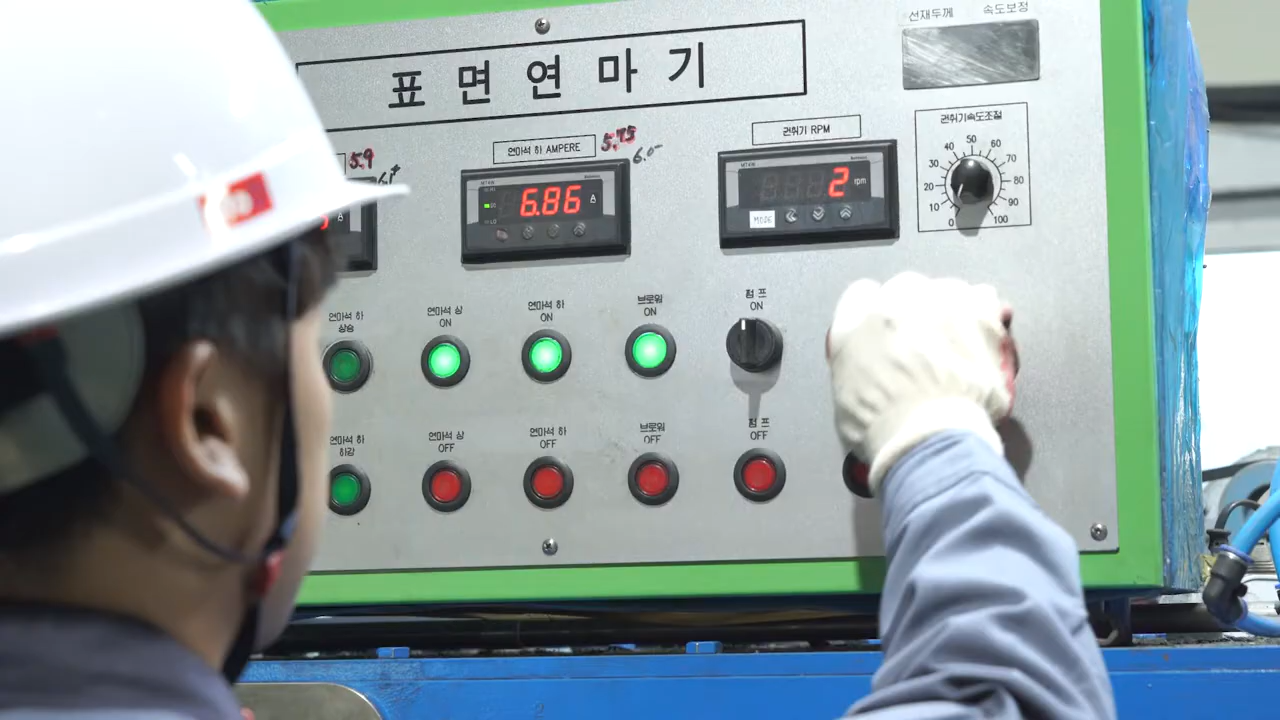 선재두께 속도보정
표면연마기
5.9
6.1
연마석 하 AMPERE
5.75
6.0
권취기 RPM
권취기속도조절
6.86
A
2
rpm
A
0 10 20 30 40 50 60 70 80 90 100
연마석 하
상승
연마석 상
ON
연마석 하
ON
브로워
ON
펌프
ON
연마석 하
하강
연마석 상
OFF
연마석 하
OFF
브로워
OFF
펌프
OFF